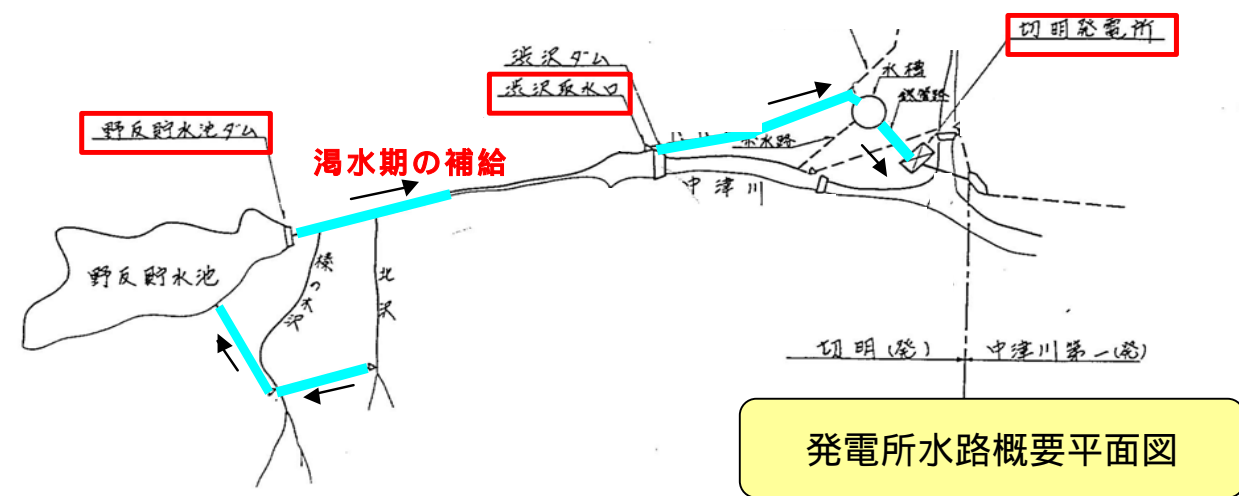 切明発電所
渋沢ダム
渋沢取水口
水槽
鉄管路
野反貯水池ダム
渇水期の補給
水路
中津川
野反貯水池
北沢
切明(発)
中津川第一(発)
発電所水路概要平面図